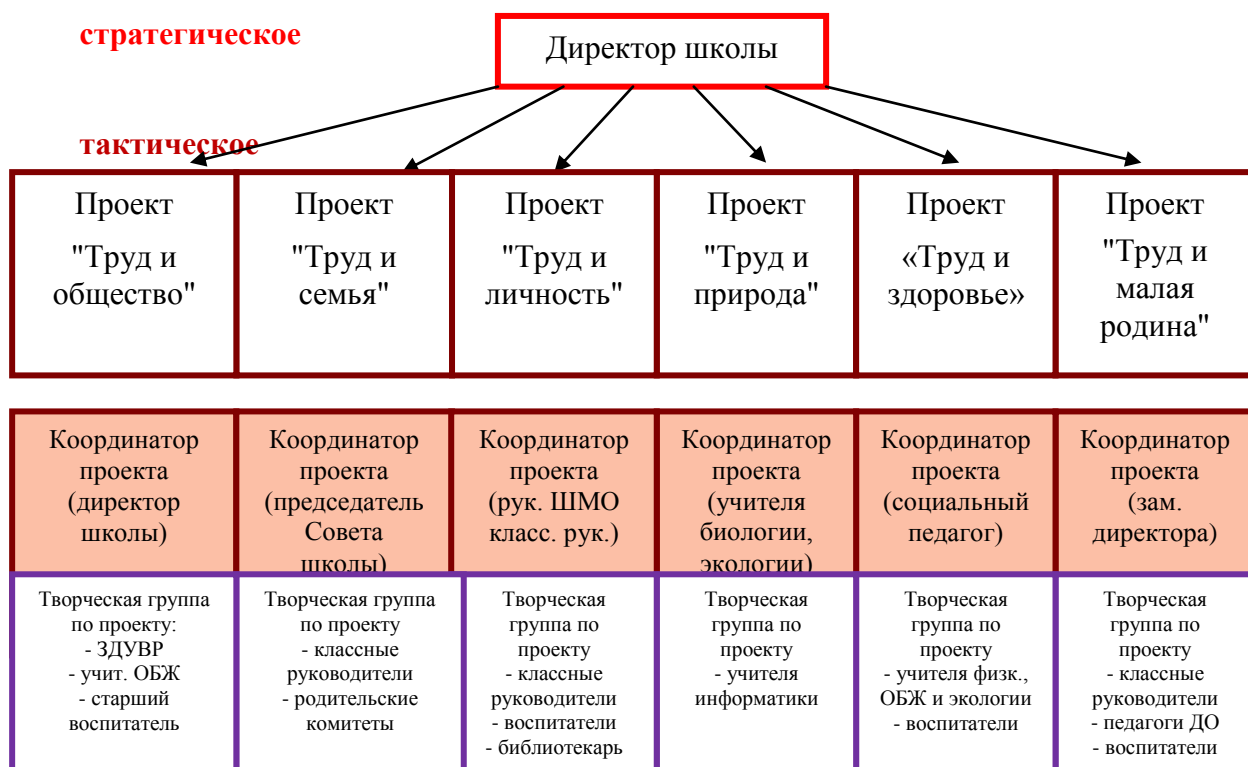 стратегическое
Директор школы
тактическое
Проект
"Труд и
общество"
Проект
"Труд и
семья"
Проект
"Труд и
личность"
Проект
"Труд и
природа"
Проект
«Труд и
здоровье»
Проект
"Труд и
малая
родина"
Координатор
проекта
(директор
школы)
Координатор
проекта
(председатель
Совета
школы)
Координатор
проекта
(рук. ШМО
класс. рук.)
Координатор
проекта
(учителя
биологии,
экологии)
Координатор
проекта
(социальный
педагог)
Координатор
проекта
(зам.
директора)
Творческая группа
по проекту:
- ЗДУВР
- учит. ОБЖ
- старший
воспитатель
Творческая группа
по проекту
- классные
руководители
- родительские
комитеты
Творческая
группа по
проекту
- классные
руководители
- воспитатели
- библиотекарь
Творческая
группа по
проекту
- учителя
информатики
Творческая
группа по
проекту
- учителя физк.,
ОБЖ и экологии
- воспитатели
Творческая
группа по
проекту
- классные
руководители
- педагоги ДО
- воспитатели